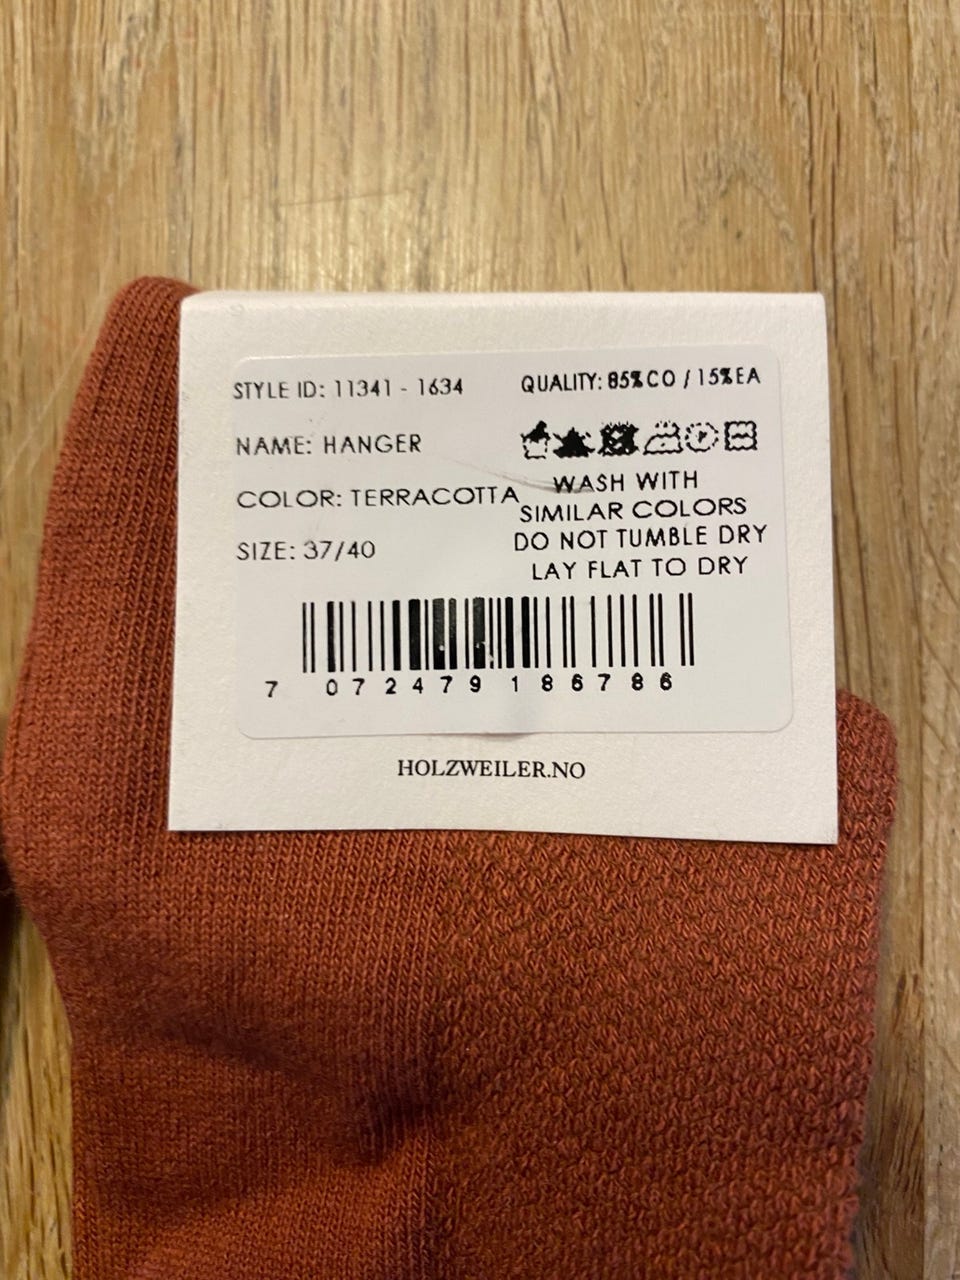 STYLE ID: 11341 - 1634
QUALITY: 85%CO / 15%EA
NAME: HANGER
COLOR: TERRACOTTA
SIZE: 37/40
WASH WITH
SIMILAR COLORS
DO NOT TUMBLE DRY
LAY FLAT TO DRY
7 072479 186786
HOLZWEILER.NO